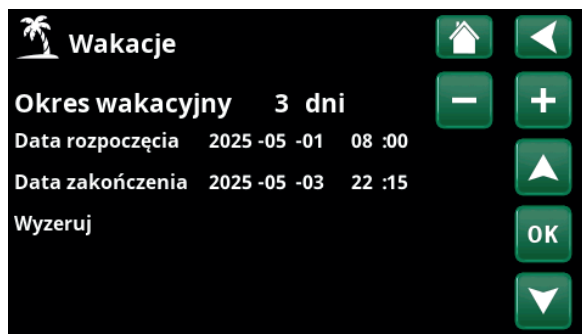 Wakacje
Okres wakacyjny 3 dni
Data rozpoczęcia 2025 -05 -01 08 :00
Data zakończenia 2025 -05 -03 22 :15
Wyzeruj
OK